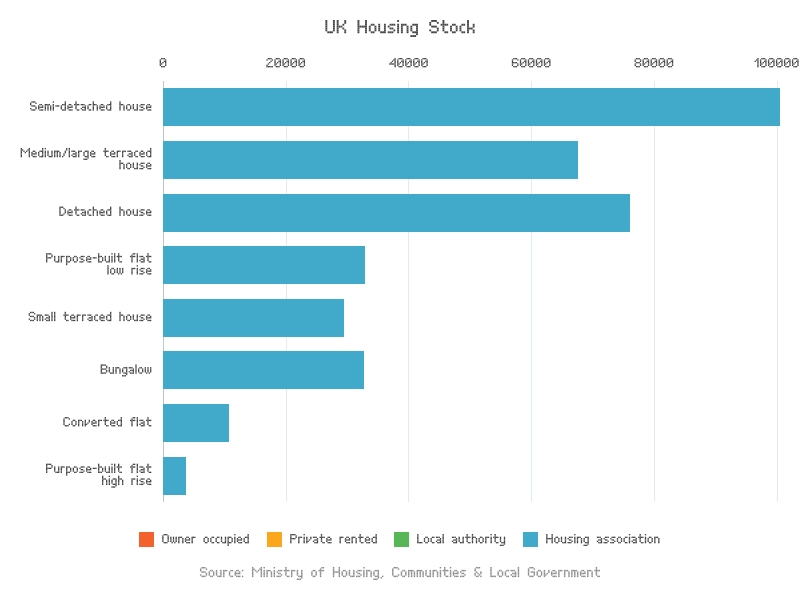 UK Housing Stock
0 20000 40000 60000 80000 100000
Semi-detached house
Medium/large terraced
house
Detached house
Purpose-built flat
low rise
Small terraced house
Bungalow
Converted flat
Purpose-built flat
high rise
Owner occupied Private rented Local authority Housing association
Source: Ministry of Housing, Communities & Local Government